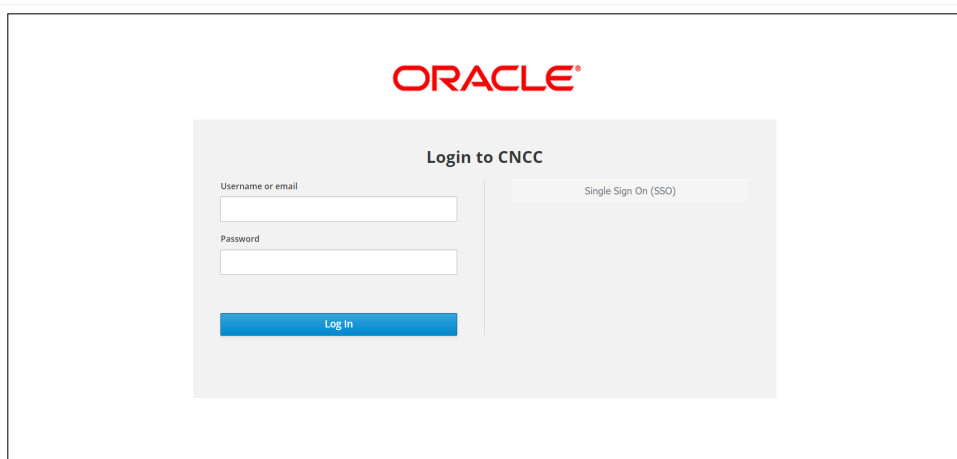 ORACLE®
Login to CNCC
Username or email
Password
Log In
Single Sign On (SSO)